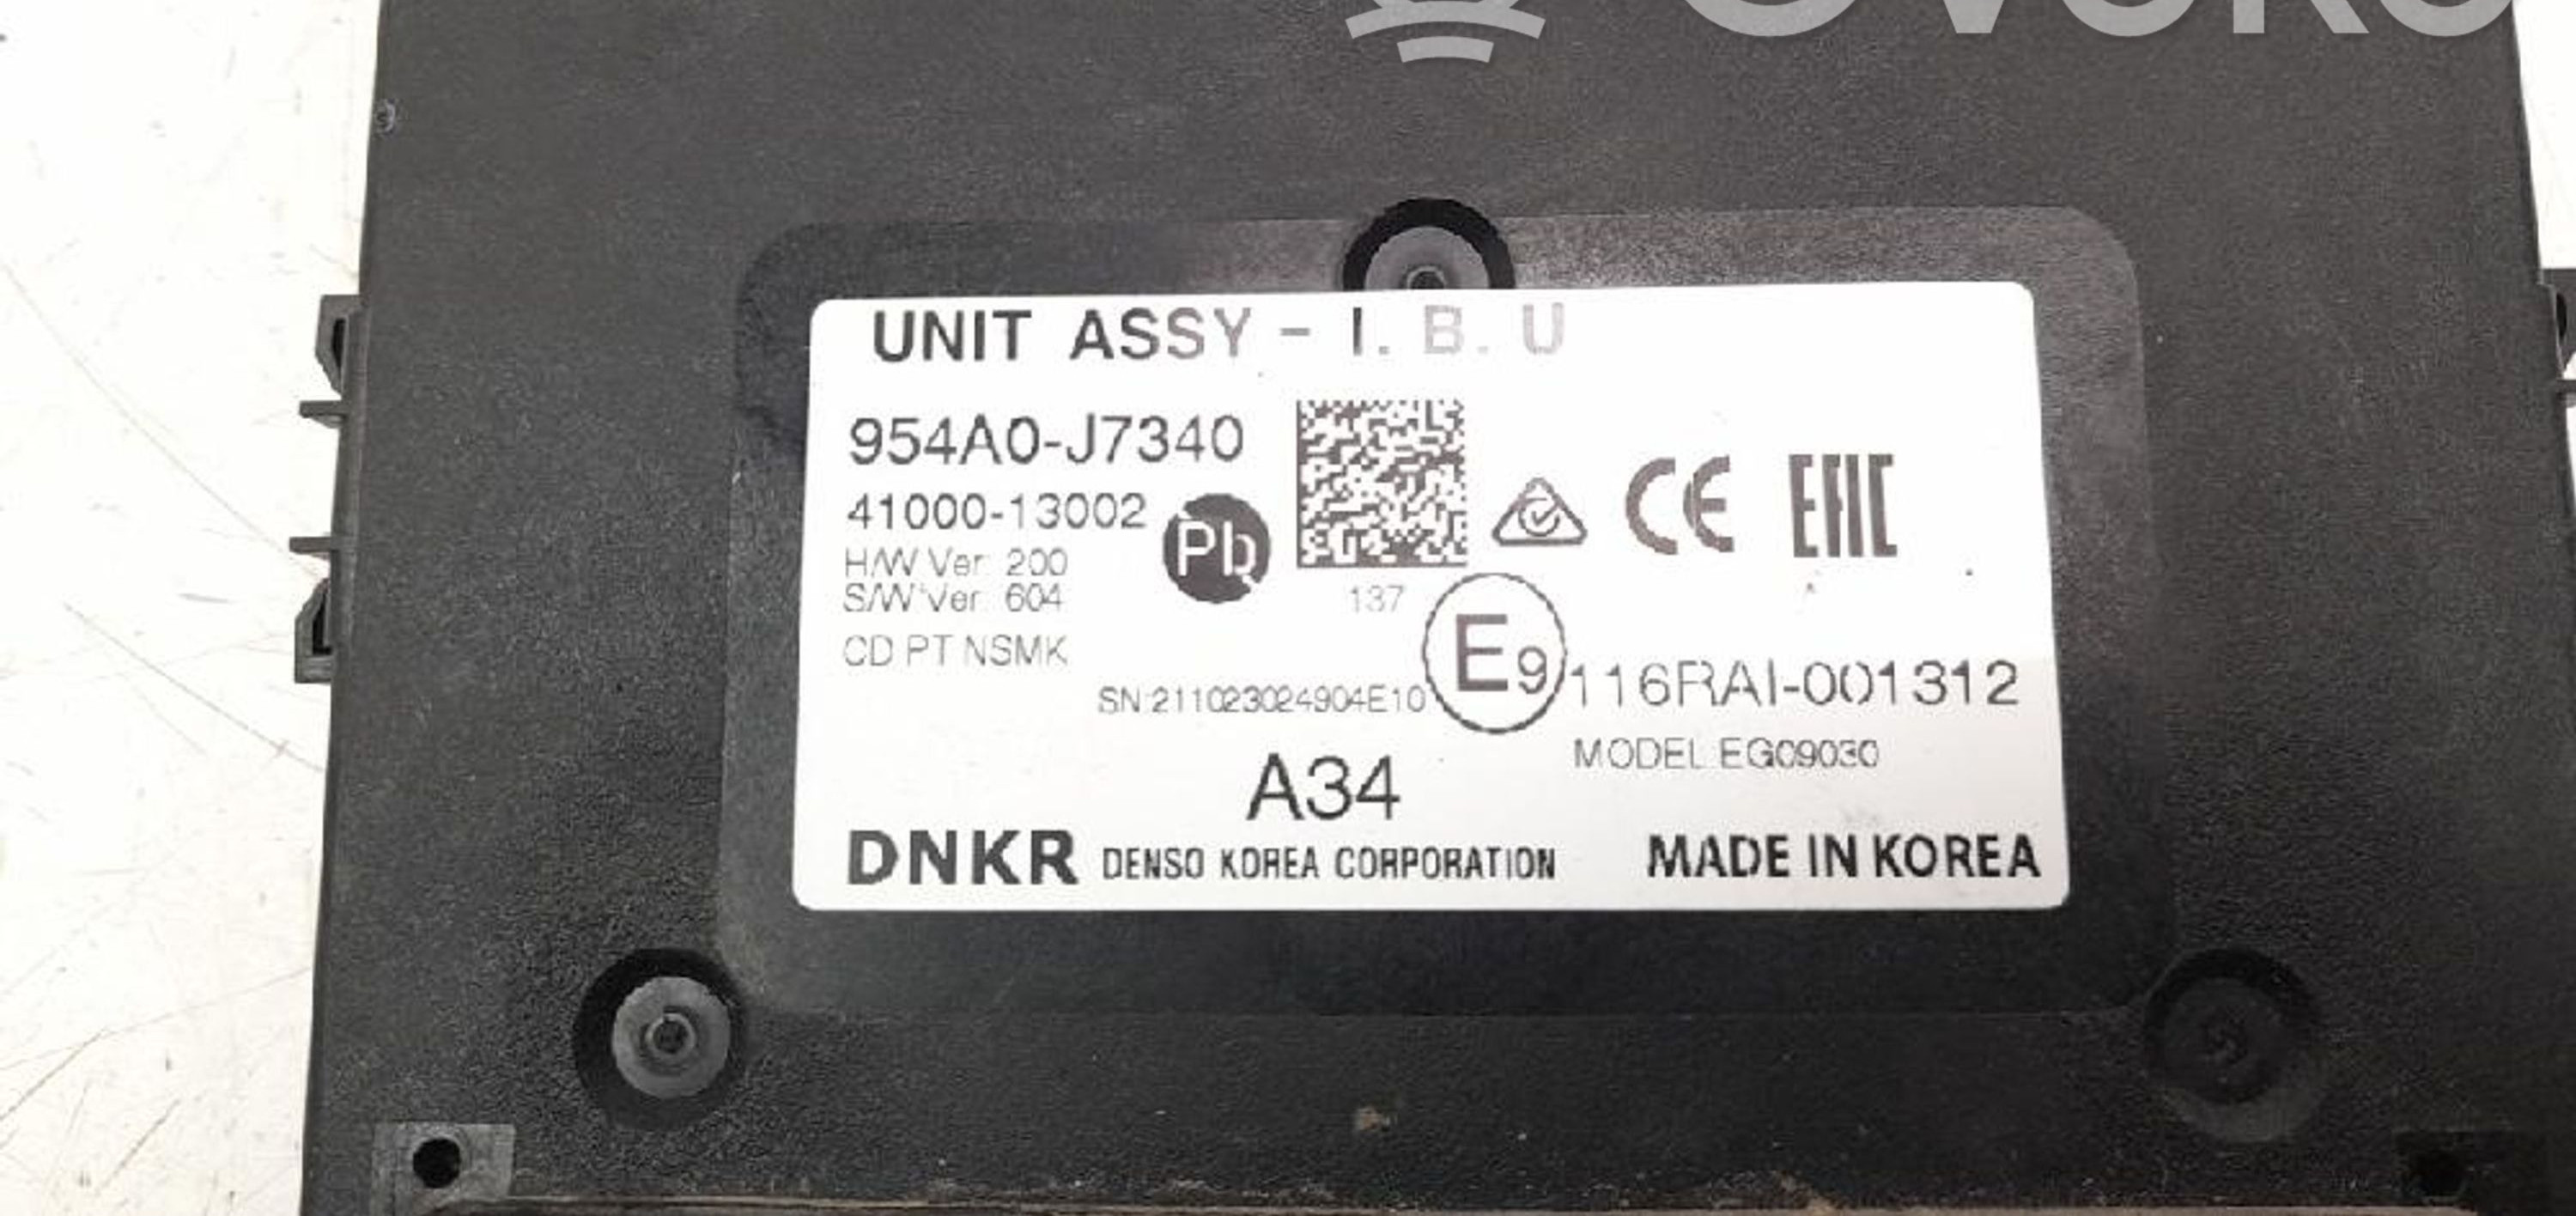 UNIT ASSY - I. B. U
954A0-J7340
41000-13002
Pb
CE
EAC
H/W Ver: 200
S/W Ver: 604
137
CD PT NSMK
E9
116RAI-001312
SN:211023024904E10
MODEL EG09030
A34
DNKR DENSO KOREA CORPORATION
MADE IN KOREA